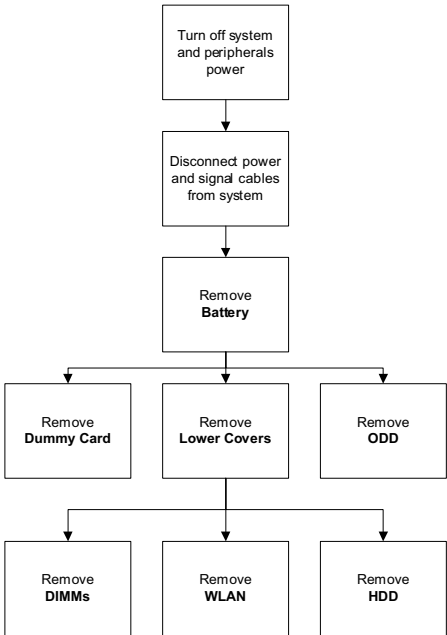 Turn off system
and peripherals
power
Disconnect power
and signal cables
from system
Remove
Battery
Remove
Dummy Card
Remove
Lower Covers
Remove
ODD
Remove
DIMMs
Remove
WLAN
Remove
HDD